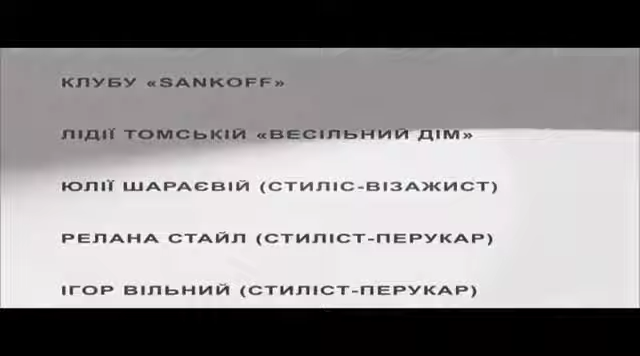 КЛУБУ «SANKOFF»
ЛІДІЇ ТОМСЬКІЙ «ВЕСІЛЬНИЙ ДІМ»
ЮЛІЇ ШАРАЄВІЙ (СТИЛІС-ВІЗАЖИСТ)
РЕЛАНА СТАЙЛ (СТИЛІСТ-ПЕРУКАР)
ІГОР ВІЛЬНИЙ (СТИЛІСТ-ПЕРУКАР)